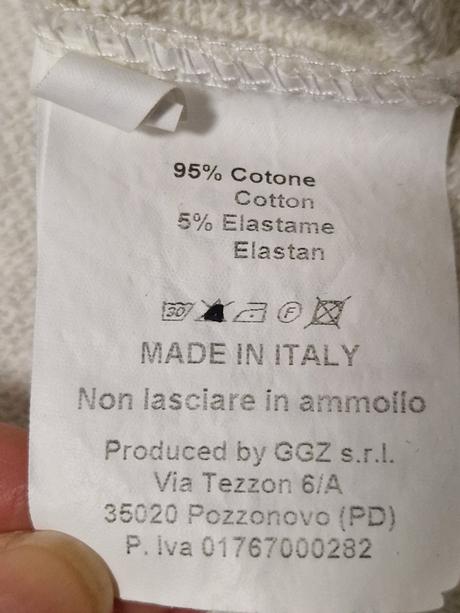 95% Cotone
Cotton
5% Elastame
Elastan
30 F
MADE IN ITALY
Non lasciare in ammollo
Produced by GGZ s.r.l.
Via Tezzon 6/A
35020 Pozzonovo (PD)
P. Iva 01767000282